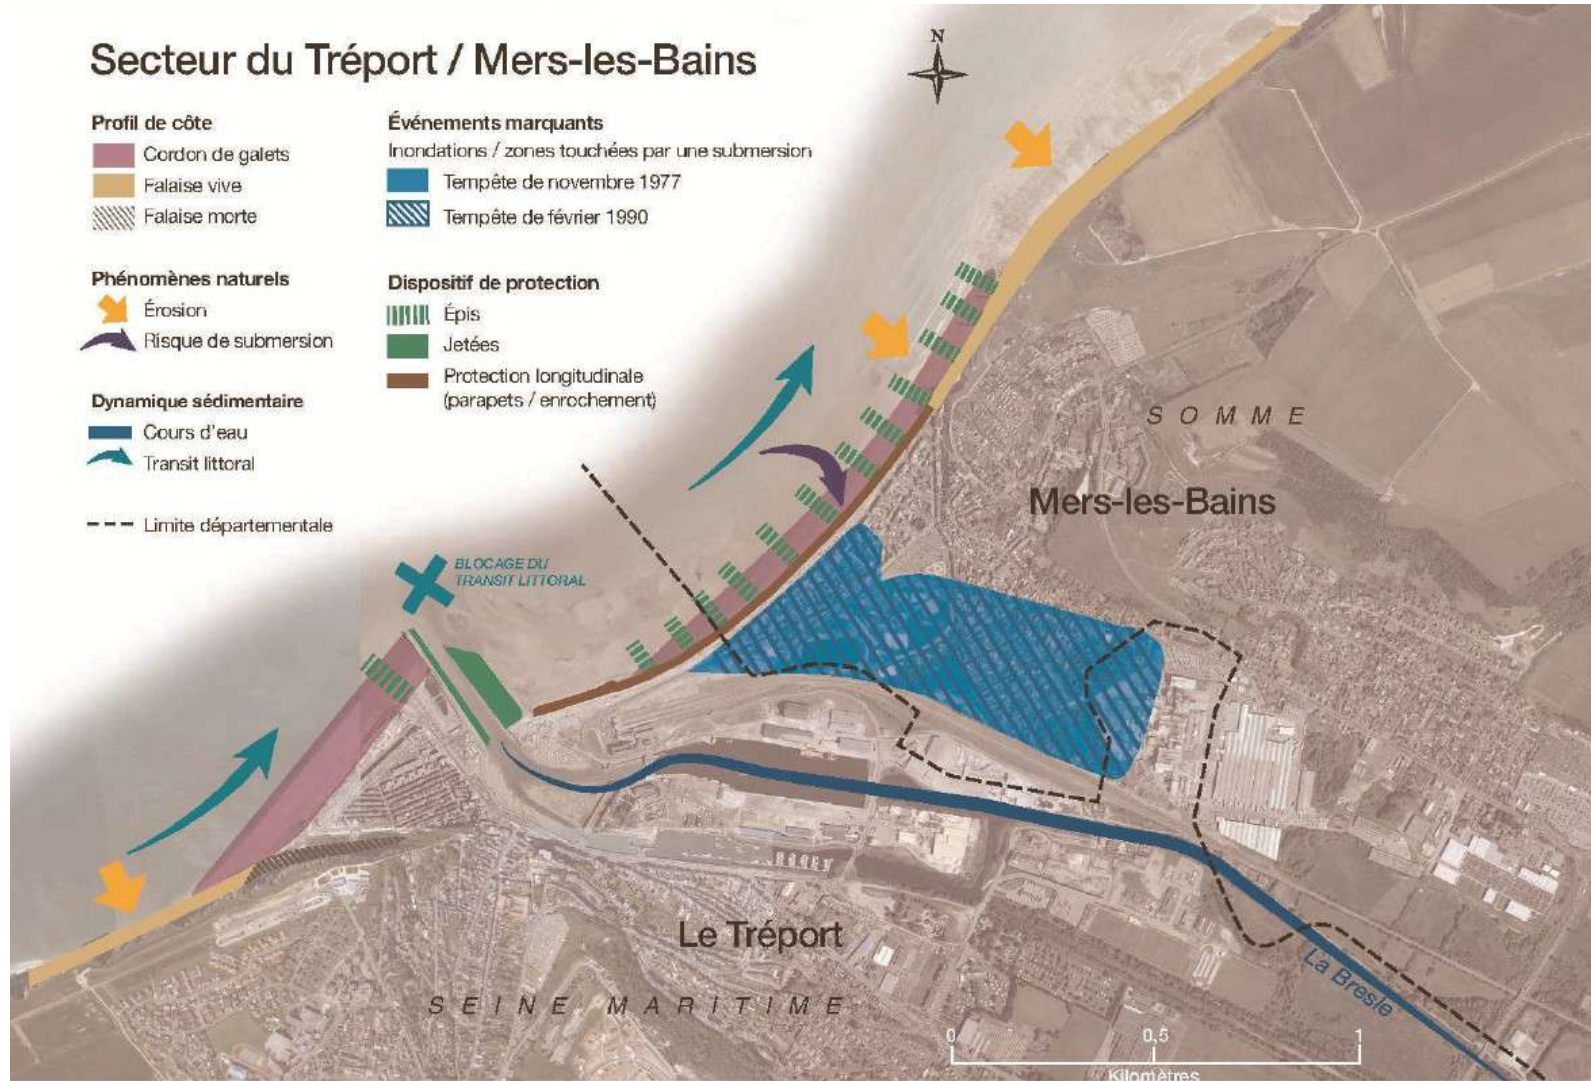 Secteur du Tréport / Mers-les-Bains
Profil de côte
Cordon de galets
Falaise vive
Falaise morte
Phénomènes naturels
Érosion
Risque de submersion
Dynamique sédimentaire
Cours d'eau
Transit littoral
Limite départementale
Événements marquants
Inondations / zones touchées par une submersion
Tempête de novembre 1977
Tempête de février 1990
Dispositif de protection
Épis
Jetées
Protection longitudinale
(parapets / enrochement)
N
SOMME
Mers-les-Bains
BLOCAGE DU
TRANSIT LITTORAL
Le Tréport
SEINE MARITIME
La Bresle
0 0,5 1
Kilomètres